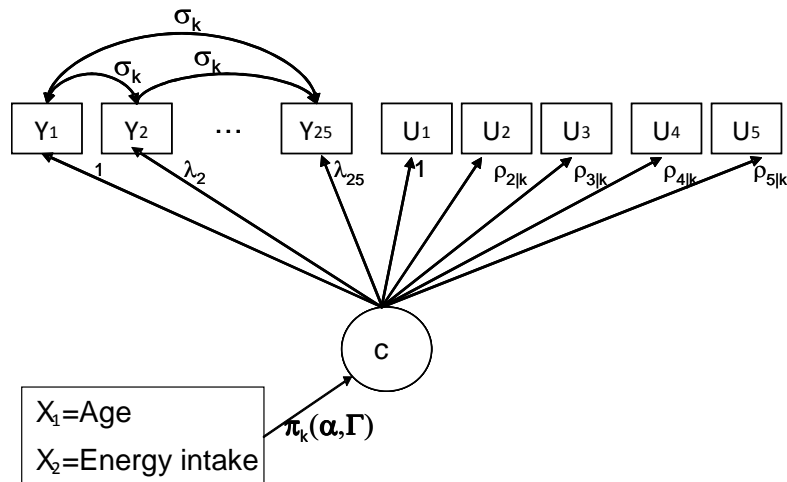 σk
σk σk
Y1 Y2 ... Y25 U1 U2 U3 U4 U5
1 λ2 λ25 1 ρ2|k ρ3|k ρ4|k ρ5|k
c
X1=Age
πk(α,Γ)
X2=Energy intake